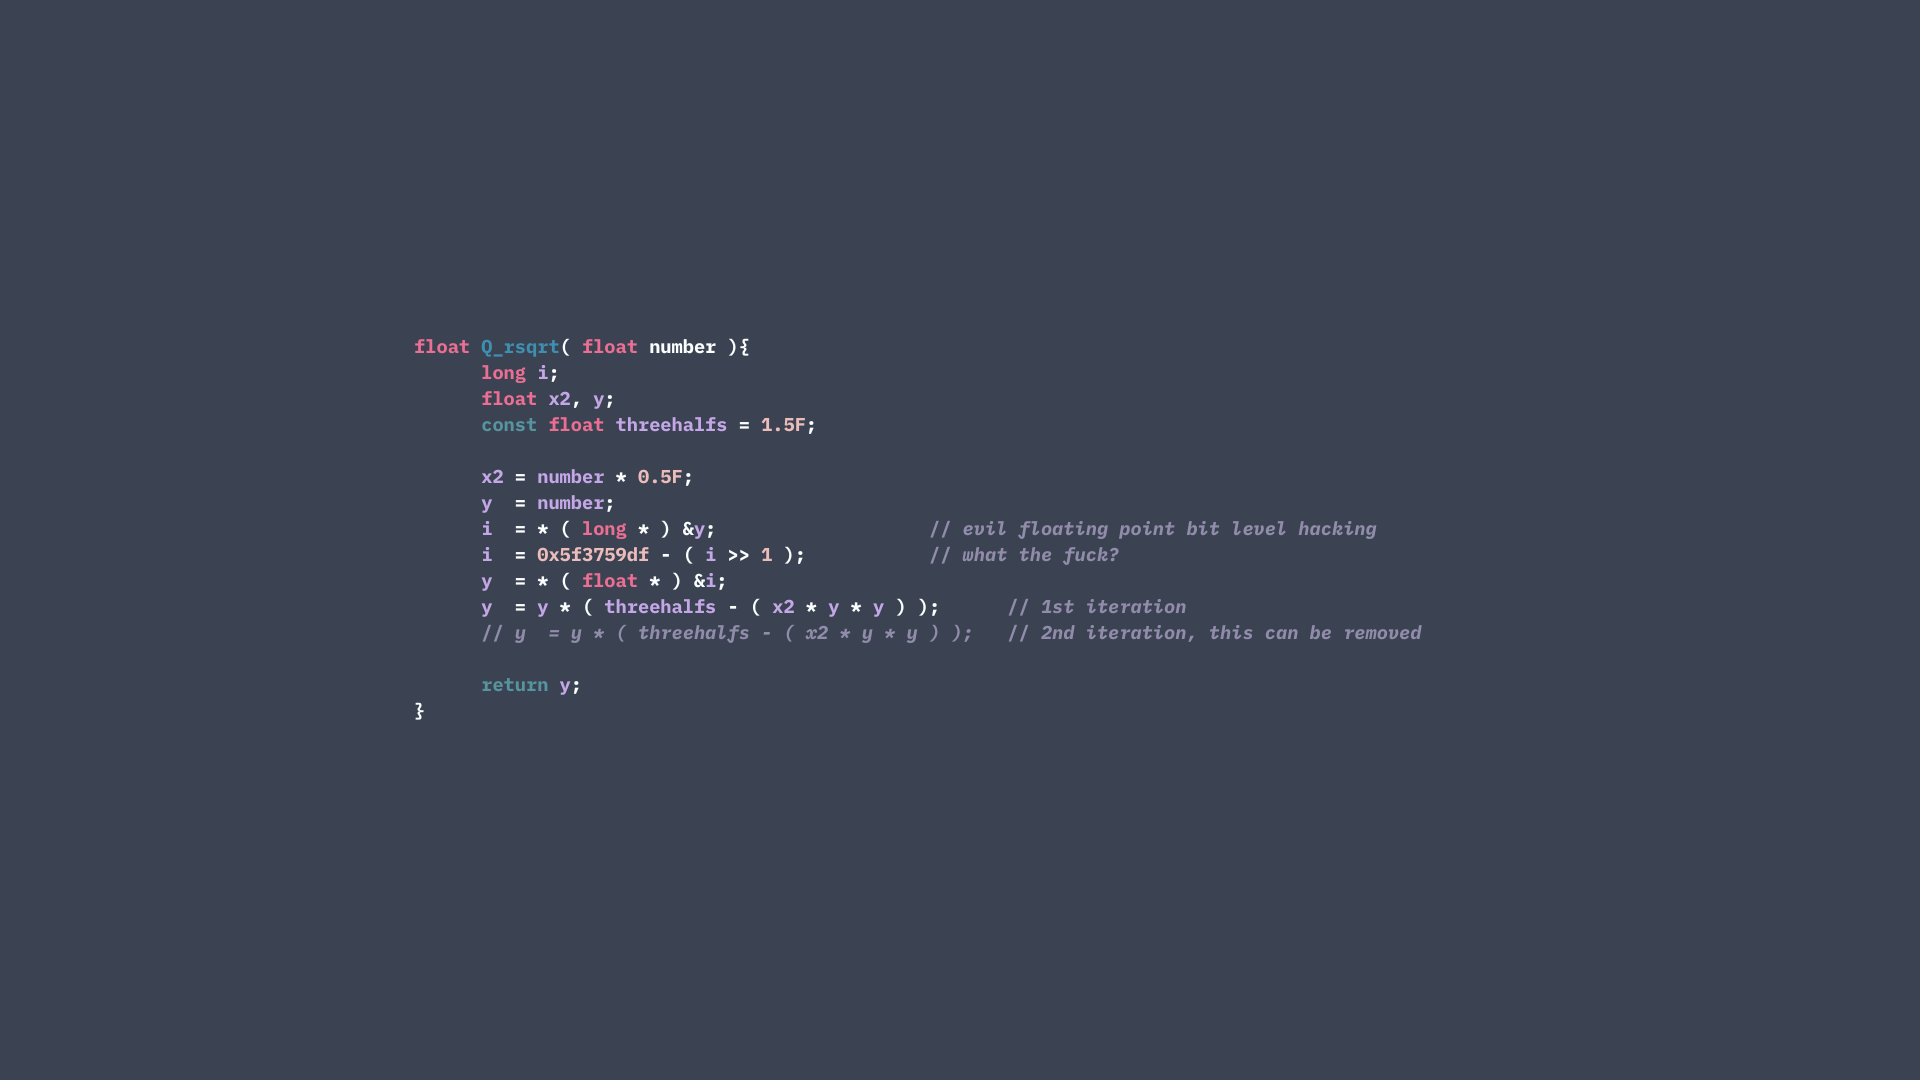 float Q_rsqrt( float number ){
      long i;
      float x2, y;
      const float threehalfs = 1.5F;

      x2 = number * 0.5F;
      y  = number;
      i  = * ( long * ) &y;                   // evil floating point bit level hacking
      i  = 0x5f3759df - ( i >> 1 );           // what the fuck?
      y  = * ( float * ) &i;
      y  = y * ( threehalfs - ( x2 * y * y ) );      // 1st iteration
      // y  = y * ( threehalfs - ( x2 * y * y ) );   // 2nd iteration, this can be removed

      return y;
}